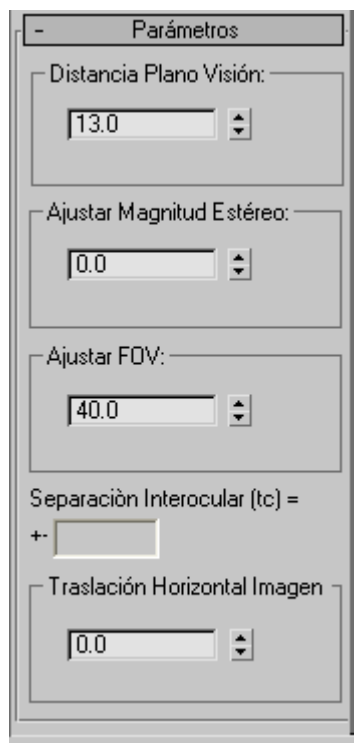 - Parámetros
Distancia Plano Visión:
13.0
Ajustar Magnitud Estéreo:
0.0
Ajustar FOV:
40.0
Separaciòn Interocular (tc) =
+-
Traslación Horizontal Imagen
0.0